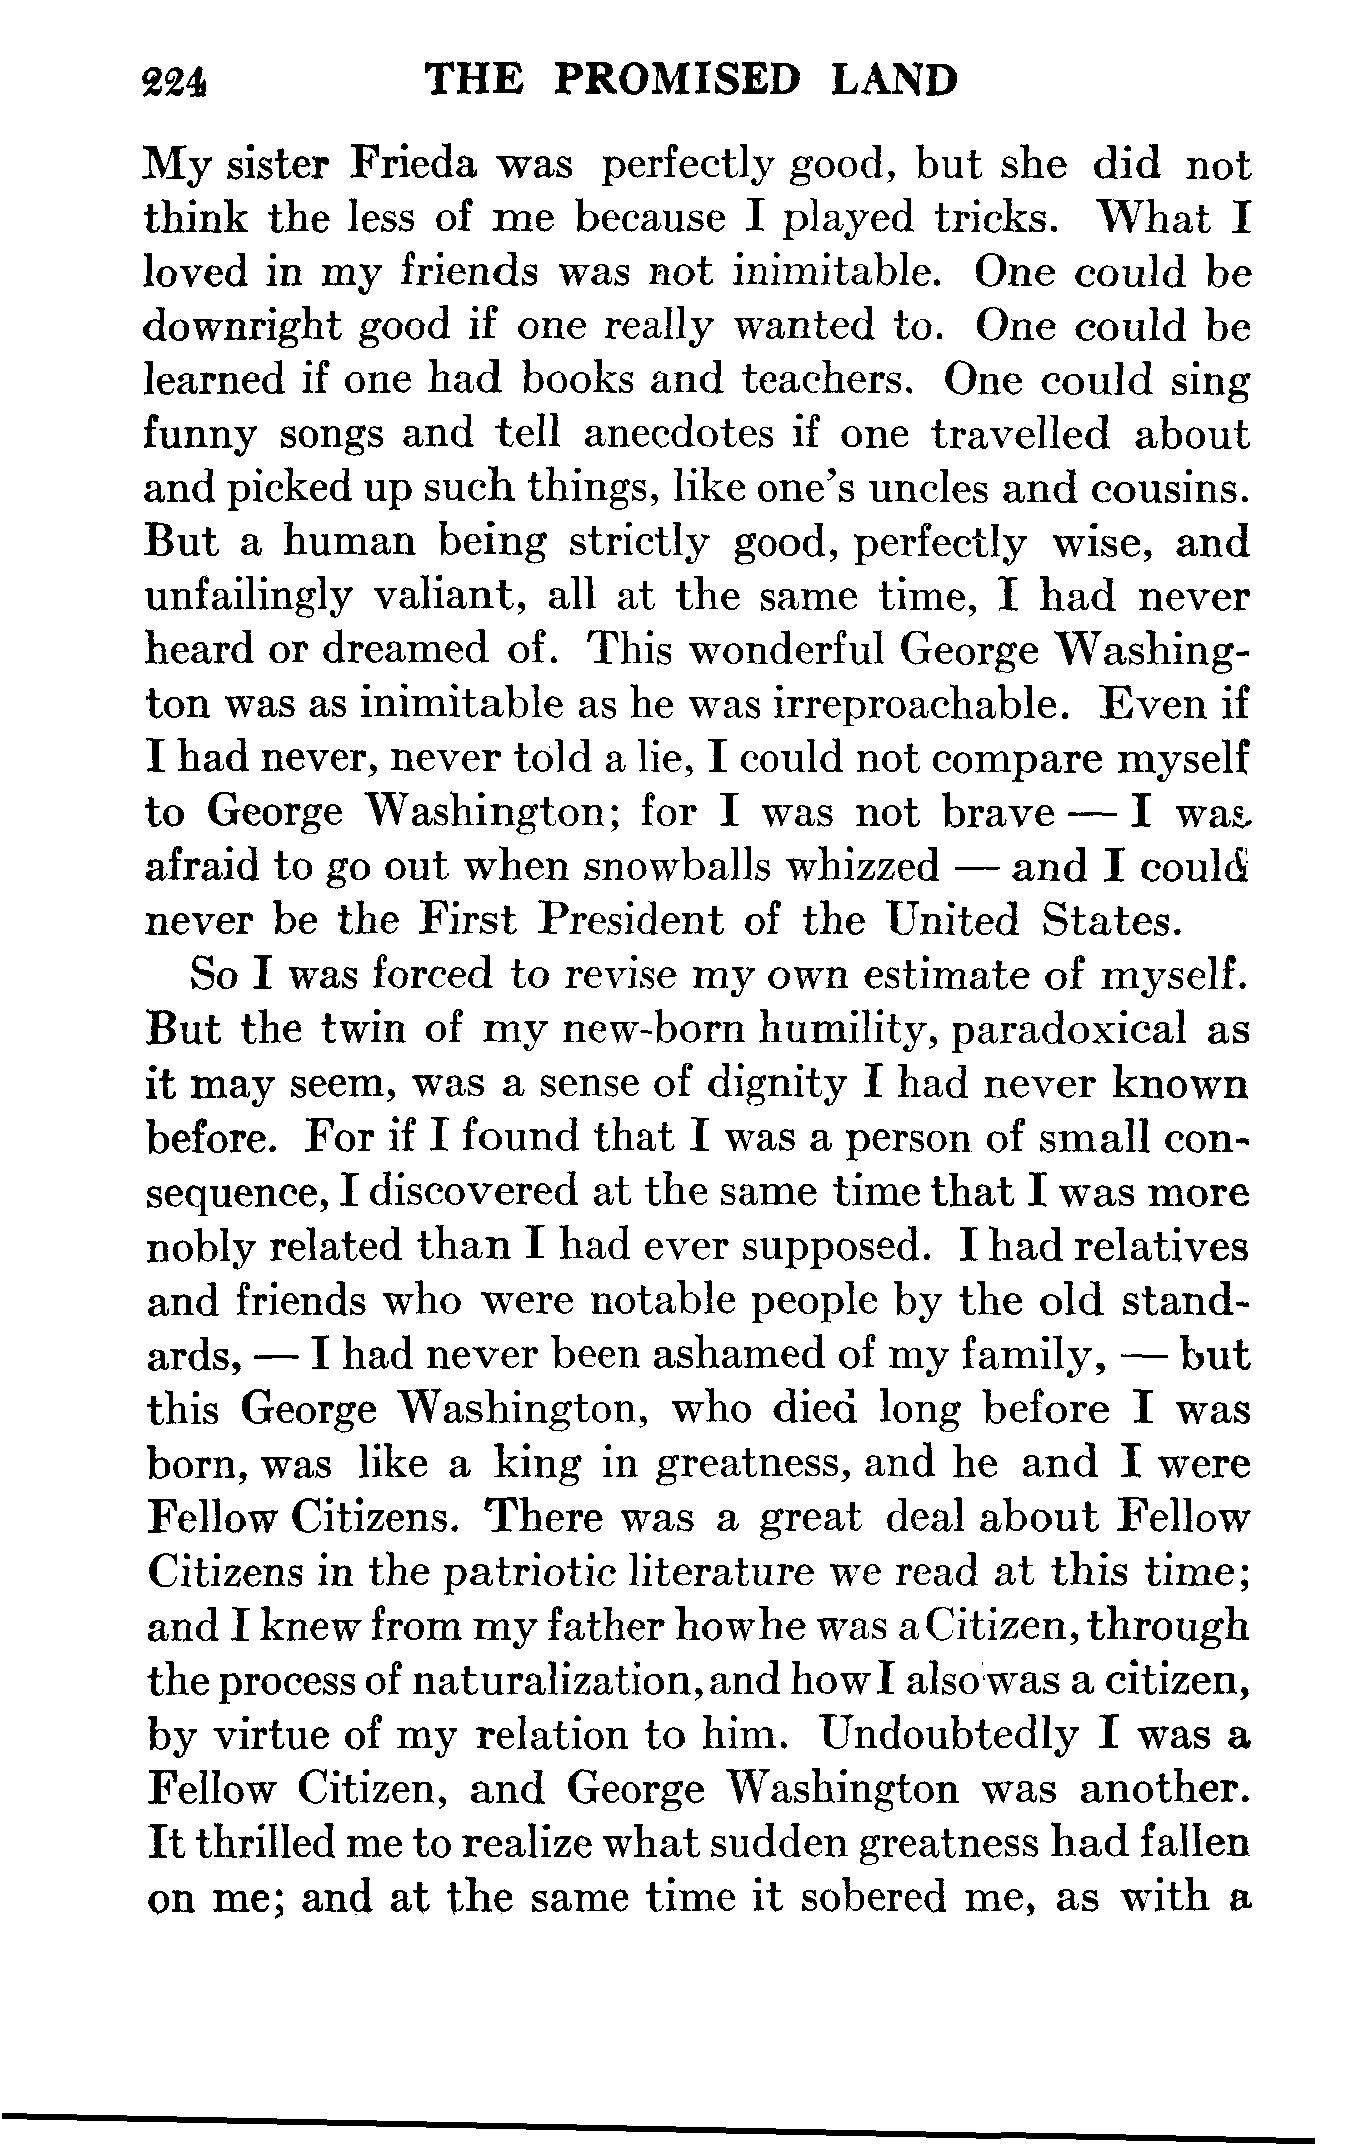 224 THE PROMISED LAND
My sister Frieda was perfectly good, but she did not
think the less of me because I played tricks. What I
loved in my friends was not inimitable. One could be
downright good if one really wanted to. One could be
learned if one had books and teachers. One could sing
funny songs and tell anecdotes if one travelled about
and picked up such things, like one's uncles and cousins.
But a human being strictly good, perfectly wise, and
unfailingly valiant, all at the same time, I had never
heard or dreamed of. This wonderful George Washing-
ton was as inimitable as he was irreproachable. Even if
I had never, never told a lie, I could not compare myself
to George Washington; for I was not brave — I was
afraid to go out when snowballs whizzed — and I could
never be the First President of the United States.
So I was forced to revise my own estimate of myself.
But the twin of my new-born humility, paradoxical as
it may seem, was a sense of dignity I had never known
before. For if I found that I was a person of small con-
sequence, I discovered at the same time that I was more
nobly related than I had ever supposed. I had relatives
and friends who were notable people by the old stand-
ards, — I had never been ashamed of my family, — but
this George Washington, who died long before I was
born, was like a king in greatness, and he and I were
Fellow Citizens. There was a great deal about Fellow
Citizens in the patriotic literature we read at this time;
and I knew from my father how he was a Citizen, through
the process of naturalization, and how I also was a citizen,
by virtue of my relation to him. Undoubtedly I was a
Fellow Citizen, and George Washington was another.
It thrilled me to realize what sudden greatness had fallen
on me; and at the same time it sobered me, as with a